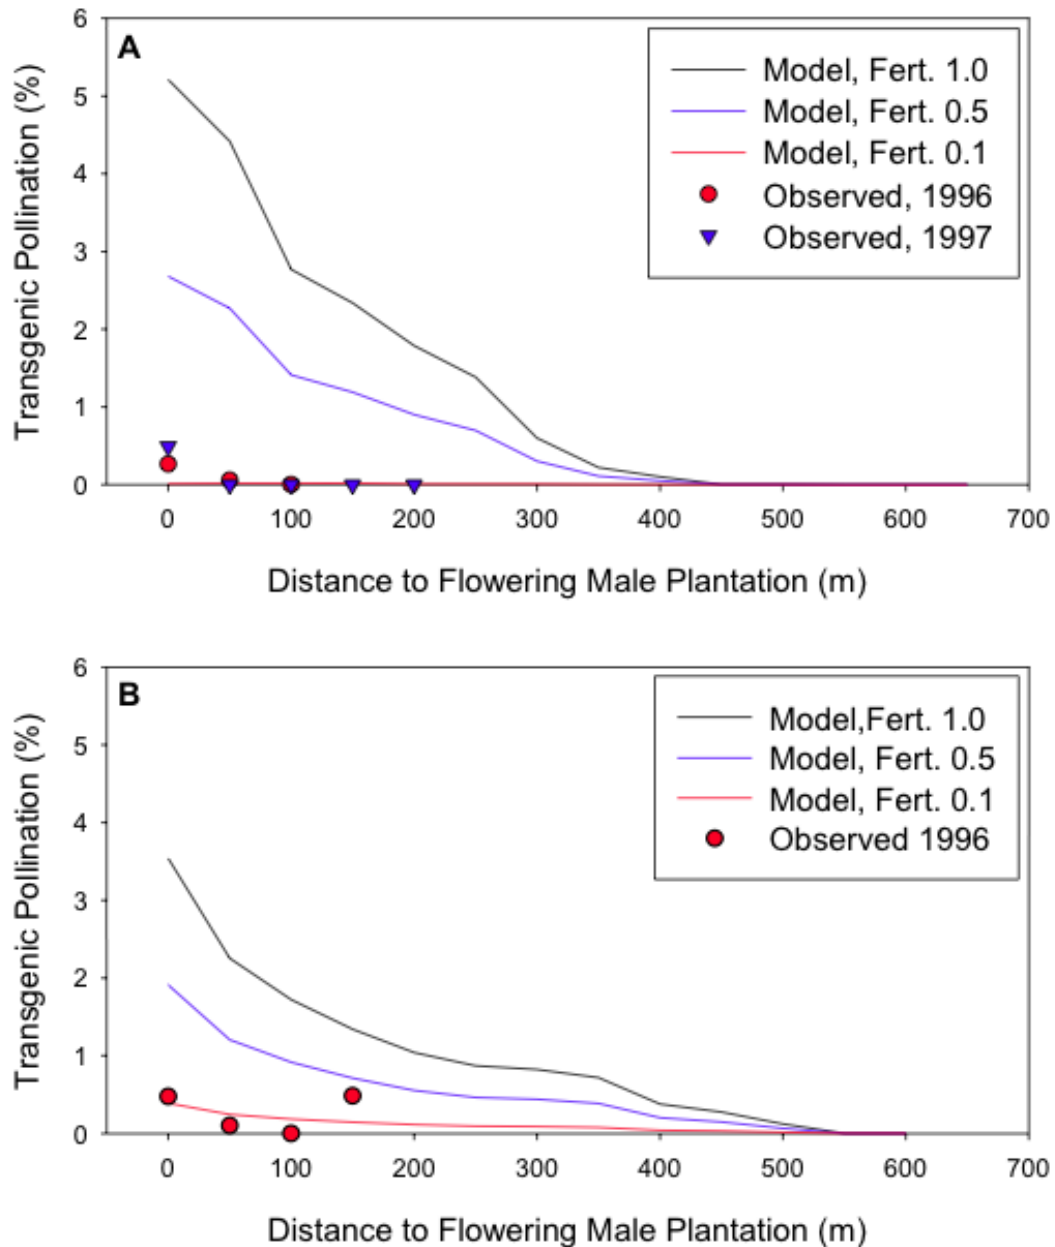 A
Model, Fert. 1.0
Model, Fert. 0.5
Model, Fert. 0.1
Observed, 1996
Observed, 1997
Transgenic Pollination (%)
6
5
4
3
2
1
0
0 100 200 300 400 500 600 700
Distance to Flowering Male Plantation (m)
B
Model,Fert. 1.0
Model, Fert. 0.5
Model, Fert. 0.1
Observed 1996
Transgenic Pollination (%)
6
5
4
3
2
1
0
0 100 200 300 400 500 600 700
Distance to Flowering Male Plantation (m)